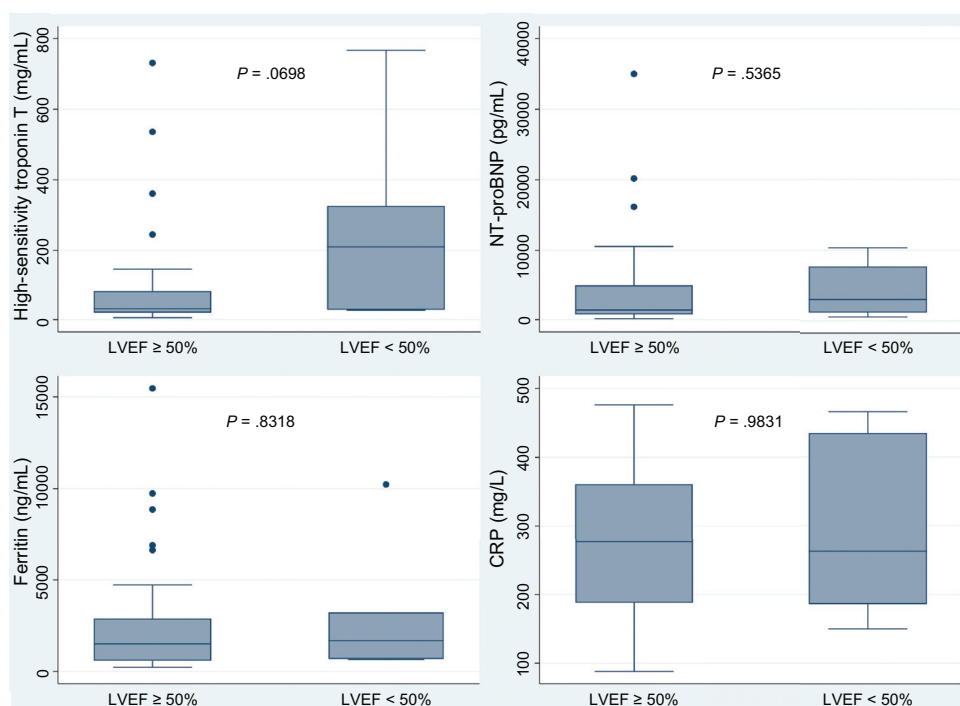 High-sensitivity troponin T (mg/mL)
800
600
400
200
0
P = .0698
LVEF ≥ 50%
LVEF < 50%
NT-proBNP (pg/mL)
40000
30000
20000
10000
0
P = .5365
LVEF ≥ 50%
LVEF < 50%
Ferritin (ng/mL)
15000
10000
5000
0
P = .8318
LVEF ≥ 50%
LVEF < 50%
CRP (mg/L)
500
400
300
200
100
P = .9831
LVEF ≥ 50%
LVEF < 50%